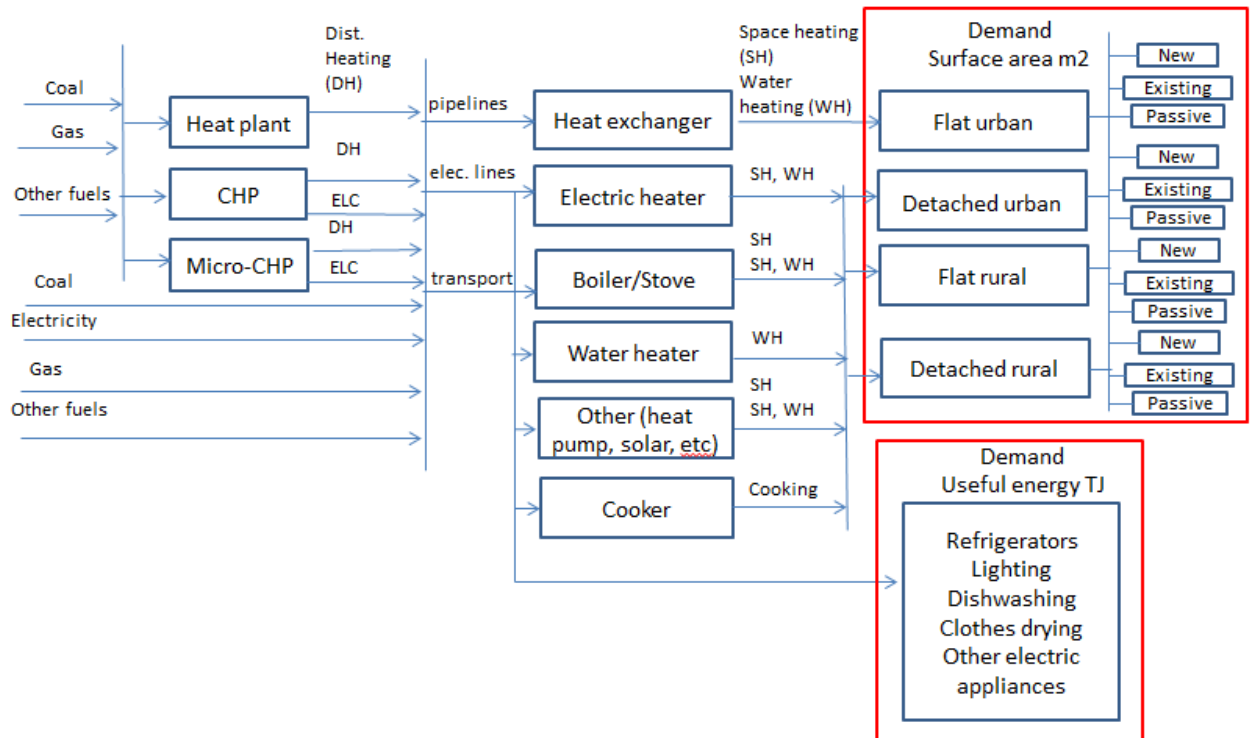 Coal
Gas
Other fuels
Coal
Electricity
Gas
Other fuels
Heat plant
CHP
Micro-CHP
Dist.
Heating
(DH)
DH
ELC
DH
ELC
pipelines
elec. lines
transport
Heat exchanger
Electric heater
Boiler/Stove
Water heater
Other (heat
pump, solar, etc)
Cooker
Space heating
(SH)
Water
heating (WH)
SH, WH
SH
SH, WH
WH
SH
SH, WH
Cooking
Demand
Surface area m2
Flat urban
Detached urban
Flat rural
Detached rural
New
Existing
Passive
New
Existing
Passive
New
Existing
Passive
New
Existing
Passive
Demand
Useful energy TJ
Refrigerators
Lighting
Dishwashing
Clothes drying
Other electric
appliances